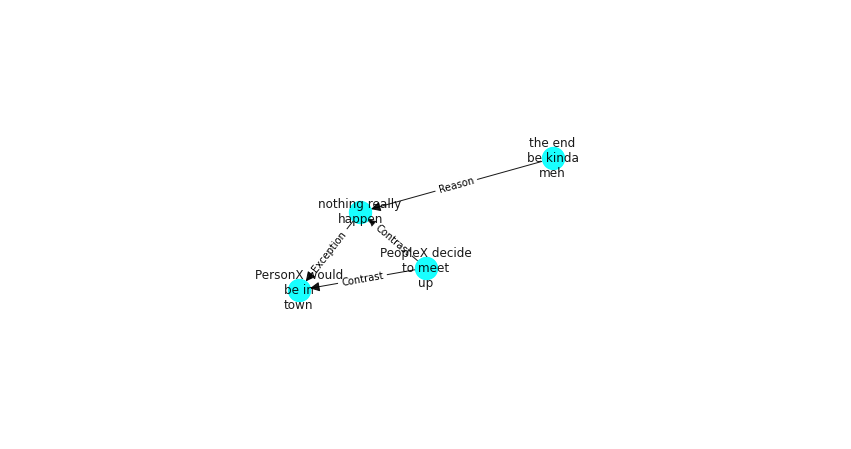 the end
be kinda
meh
Reason
nothing really
happen
Contrast
Exception
PeopleX decide
to meet
up
PersonX would
be in
town
Contrast